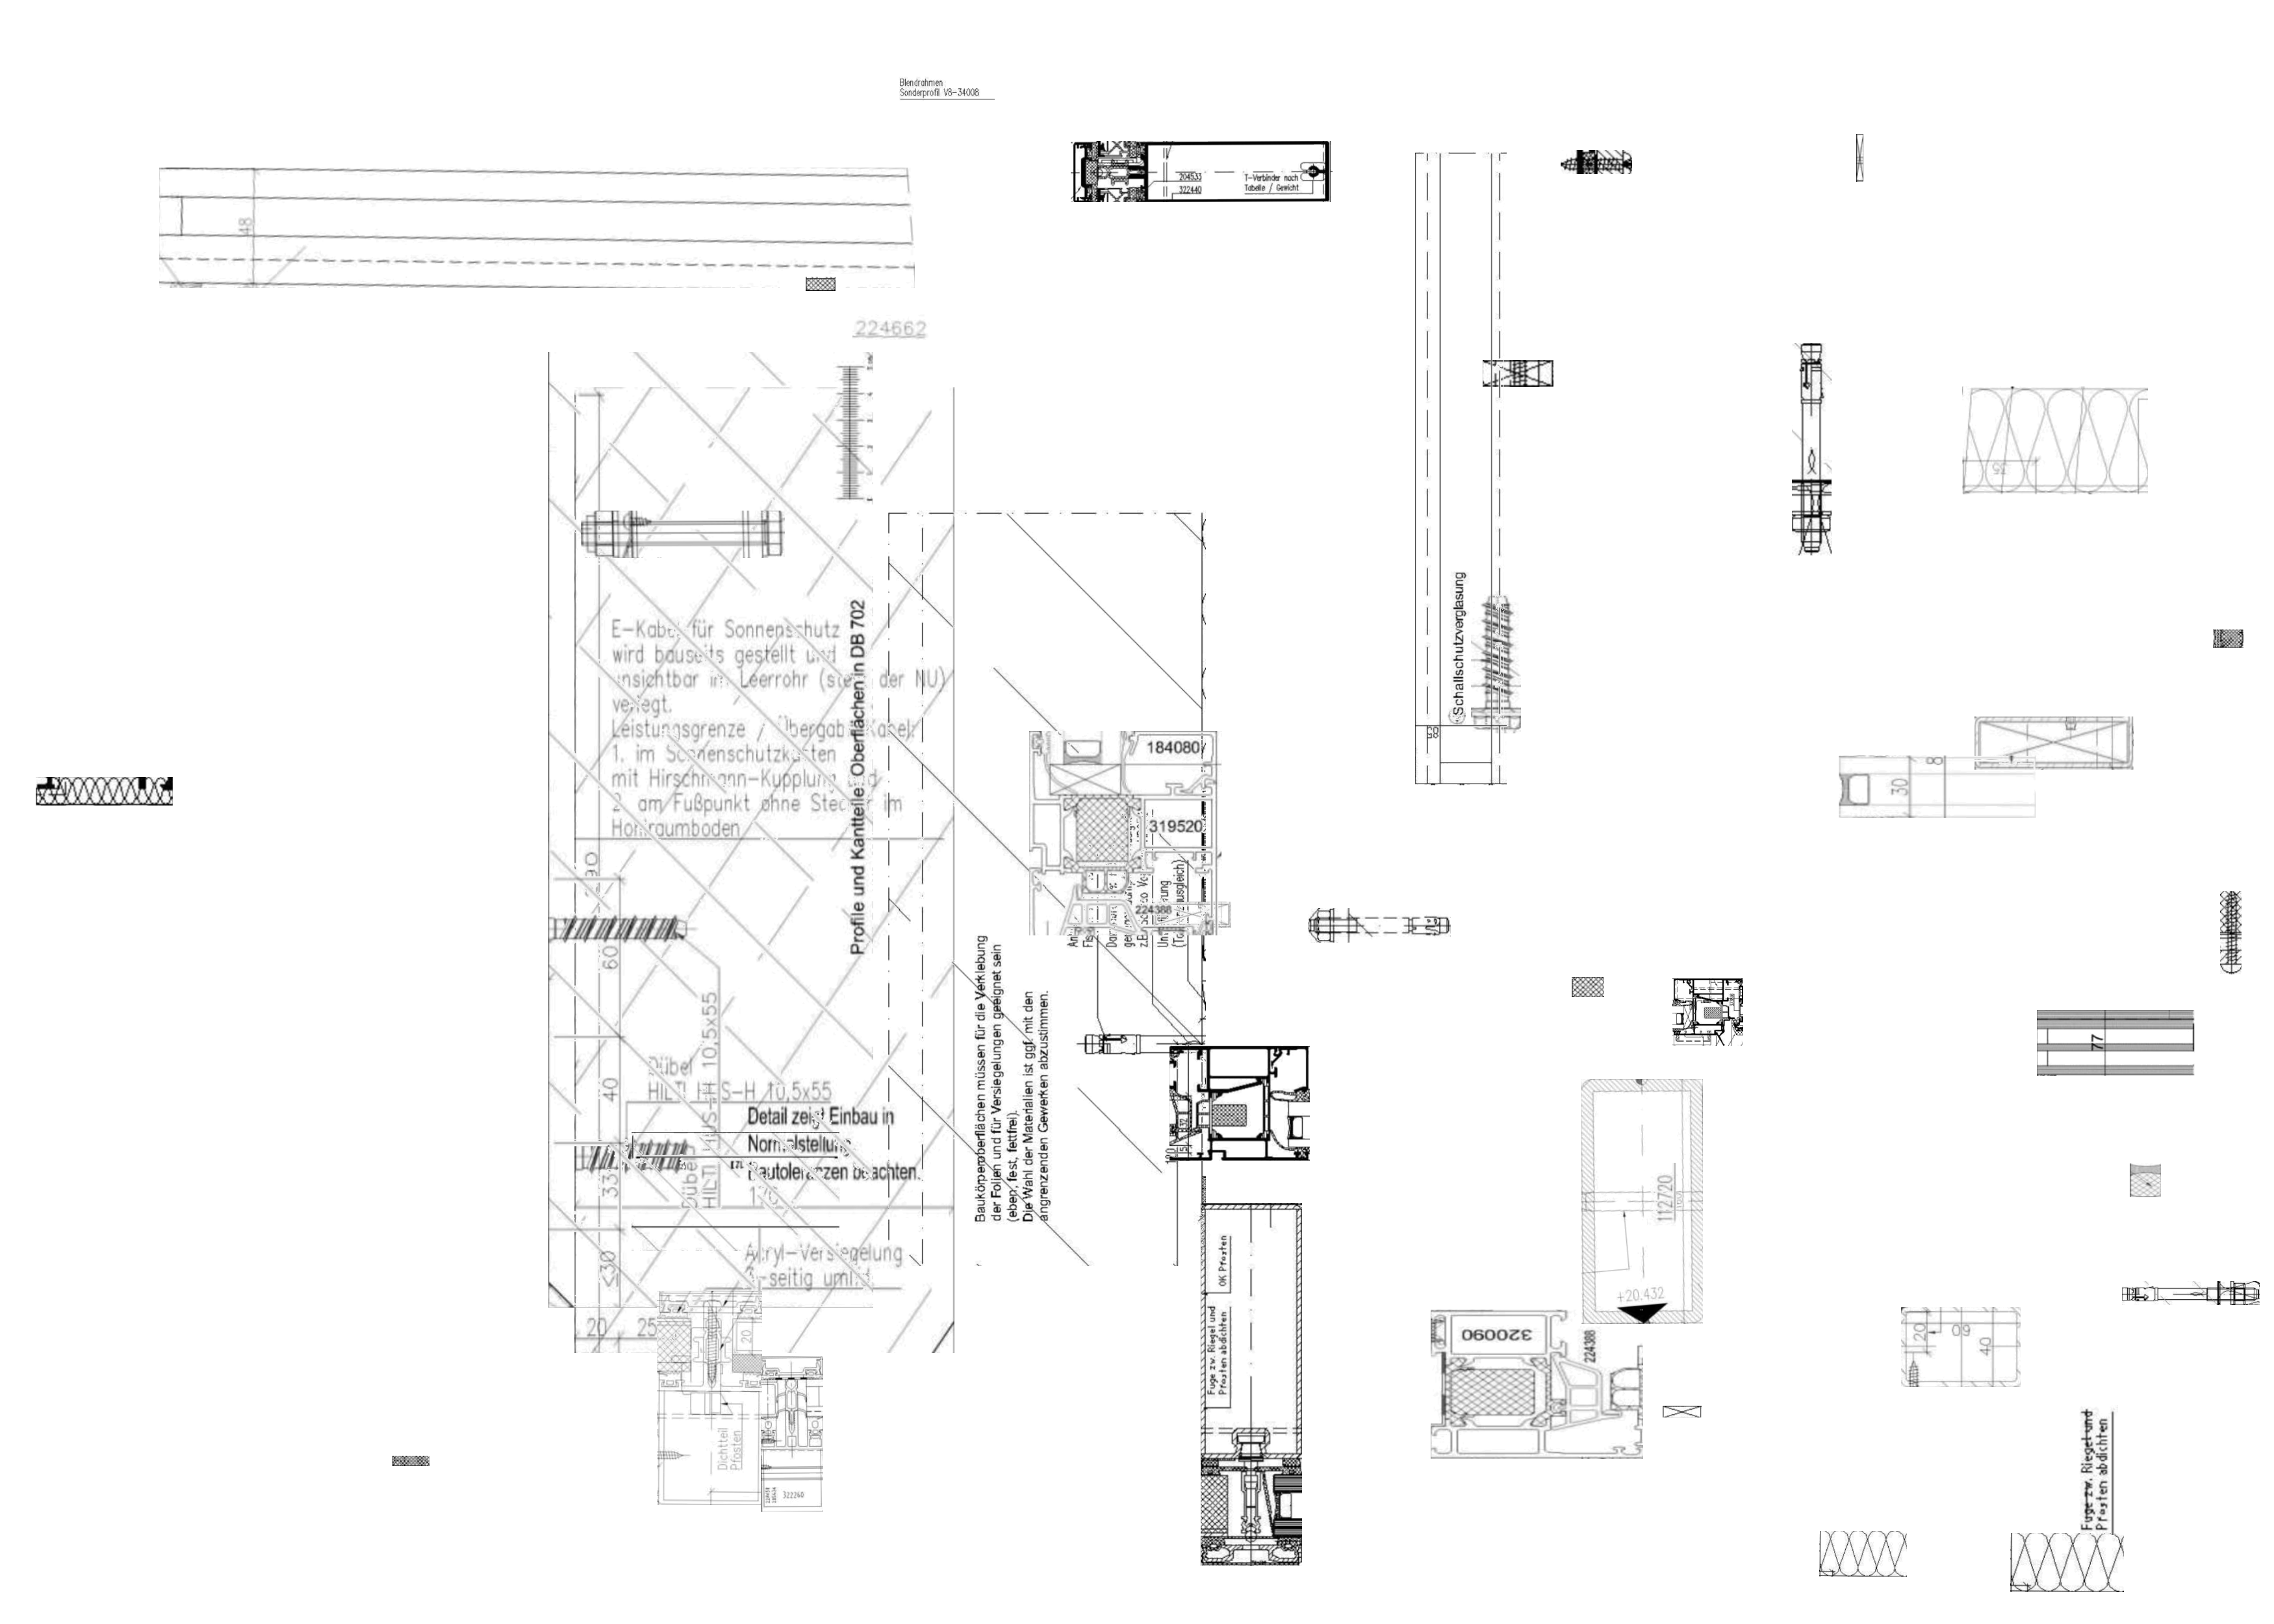 Blendrahmen
Sonderprofil V8-34008
204533
322440
T-Verbinder nach
Tabelle / Gewicht
48
224662
E-Kabel für Sonnenschutz
wird bauseits gestellt und
unsichtbar im Leerrohr (seitens der NU)
verlegt.
Leistungsgrenze / Übergabe Kabel:
1. im Sonnenschutzkasten
mit Hirschmann-Kupplung und
2. am Fußpunkt ohne Stecker im
Hohlraumboden
Profile und Kantteile: Oberflächen in DB 702
Schallschutzverglasung
184080
319520
224388
Baukörperoberflächen müssen für die Verklebung
der Folien und für Versiegelungen geeignet sein
(eben, fest, fettfrei).
Die Wahl der Materialien ist ggf. mit den
angrenzenden Gewerken abzustimmen.
90
60
40
33
≤30
20
25
Dübel
HILTI HUS-H 10,5x55
Dübel
HILTI HUS-H 10,5x55
Detail zeigt Einbau in
Normalstellung
Bautoleranzen beachten.
Acryl-Versiegelung
3-seitig umlfd.
20
Dichtteil
Pfosten
322260
OK Pfosten
Fuge zw. Riegel und
Pfosten abdichten
112720
+20.432
320090
224388
8
30
77
20
60
40
Fuge zw. Riegel und
Pfosten abdichten